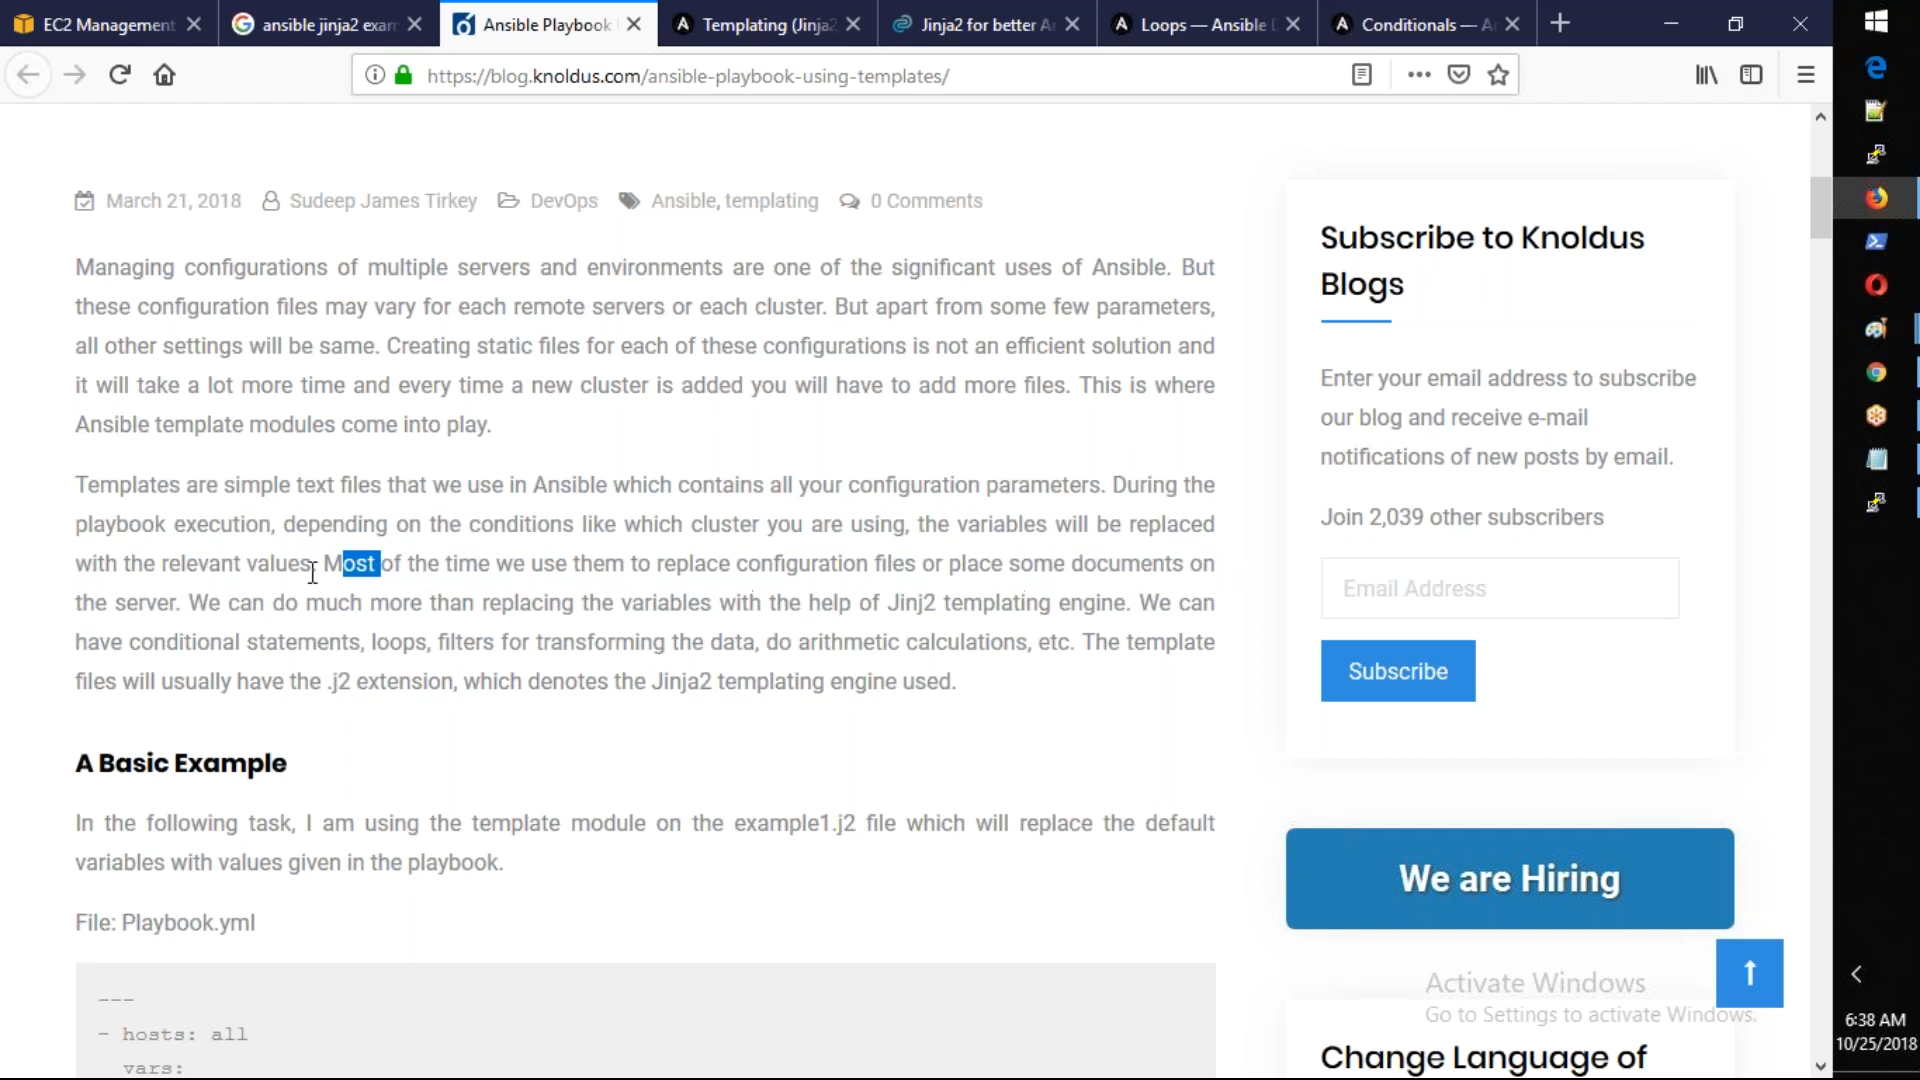 EC2 Management
ansible jinja2 exam
Ansible Playbook
Templating (Jinja2
Jinja2 for better An
Loops — Ansible D
Conditionals — A
https://blog.knoldus.com/ansible-playbook-using-templates/
March 21, 2018 Sudeep James Tirkey DevOps Ansible, templating 0 Comments
Managing configurations of multiple servers and environments are one of the significant uses of Ansible. But
these configuration files may vary for each remote servers or each cluster. But apart from some few parameters,
all other settings will be same. Creating static files for each of these configurations is not an efficient solution and
it will take a lot more time and every time a new cluster is added you will have to add more files. This is where
Ansible template modules come into play.
Templates are simple text files that we use in Ansible which contains all your configuration parameters. During the
playbook execution, depending on the conditions like which cluster you are using, the variables will be replaced
with the relevant values. Most of the time we use them to replace configuration files or place some documents on
the server. We can do much more than replacing the variables with the help of Jinj2 templating engine. We can
have conditional statements, loops, filters for transforming the data, do arithmetic calculations, etc. The template
files will usually have the .j2 extension, which denotes the Jinja2 templating engine used.
A Basic Example
In the following task, I am using the template module on the example1.j2 file which will replace the default
variables with values given in the playbook.
File: Playbook.yml
---
- hosts: all
vars:
Subscribe to Knoldus
Blogs
Enter your email address to subscribe
our blog and receive e-mail
notifications of new posts by email.
Join 2,039 other subscribers
Email Address
Subscribe
We are Hiring
Activate Windows
Go to Settings to activate Windows.
Change Language of
6:38 AM
10/25/2018